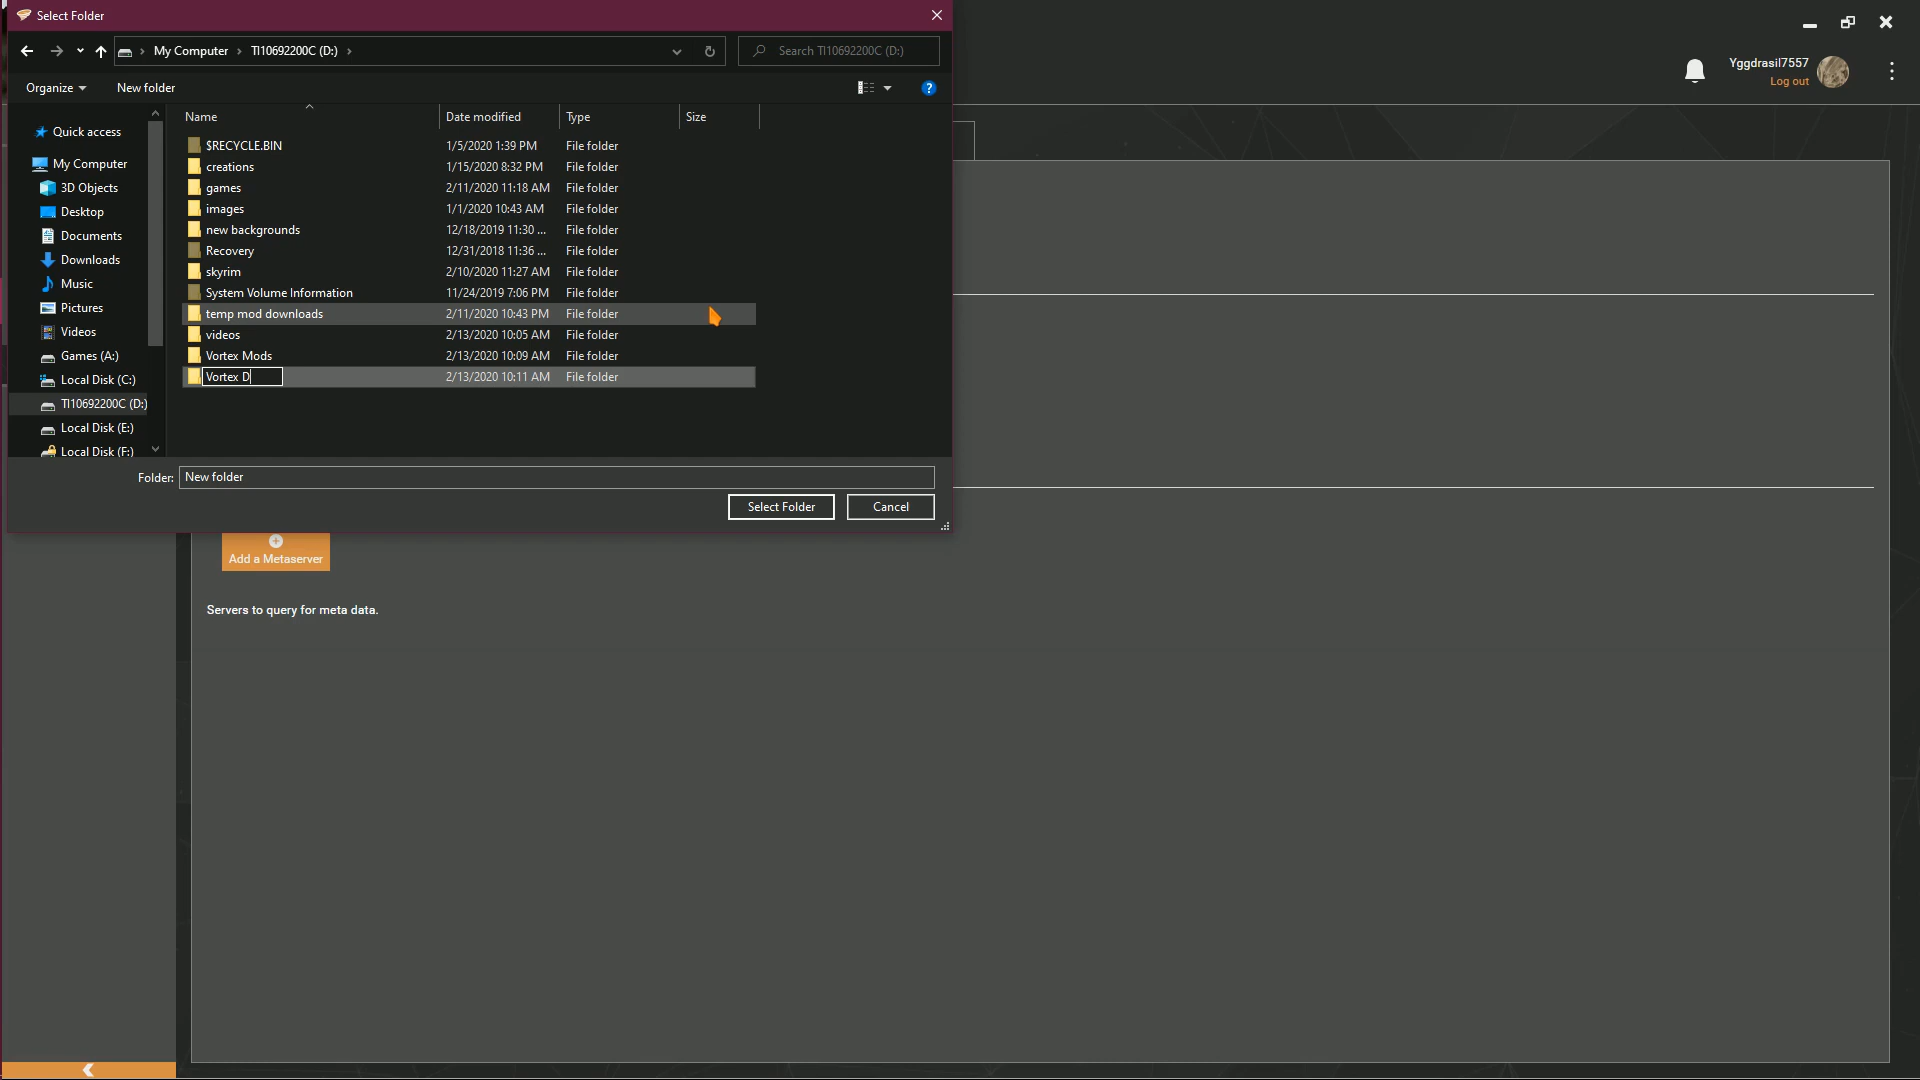 Select Folder
Yggdrasil7557
Log out
My Computer TI10692200C (D:)
Search TI10692200C (D:)
Organize New folder
Name Date modified Type Size
Quick access
My Computer
3D Objects
Desktop
Documents
Downloads
Music
Pictures
Videos
Games (A:)
Local Disk (C:)
TI10692200C (D:)
Local Disk (E:)
Local Disk (F:)
$RECYCLE.BIN 1/5/2020 1:39 PM File folder
creations 1/15/2020 8:32 PM File folder
games 2/11/2020 11:18 AM File folder
images 1/1/2020 10:43 AM File folder
new backgrounds 12/18/2019 11:30 ... File folder
Recovery 12/31/2018 11:36 ... File folder
skyrim 2/10/2020 11:27 AM File folder
System Volume Information 11/24/2019 7:06 PM File folder
temp mod downloads 2/11/2020 10:43 PM File folder
videos 2/13/2020 10:05 AM File folder
Vortex Mods 2/13/2020 10:09 AM File folder
Vortex D 2/13/2020 10:11 AM File folder
Folder: New folder
Select Folder Cancel
Add a Metaserver
Servers to query for meta data.